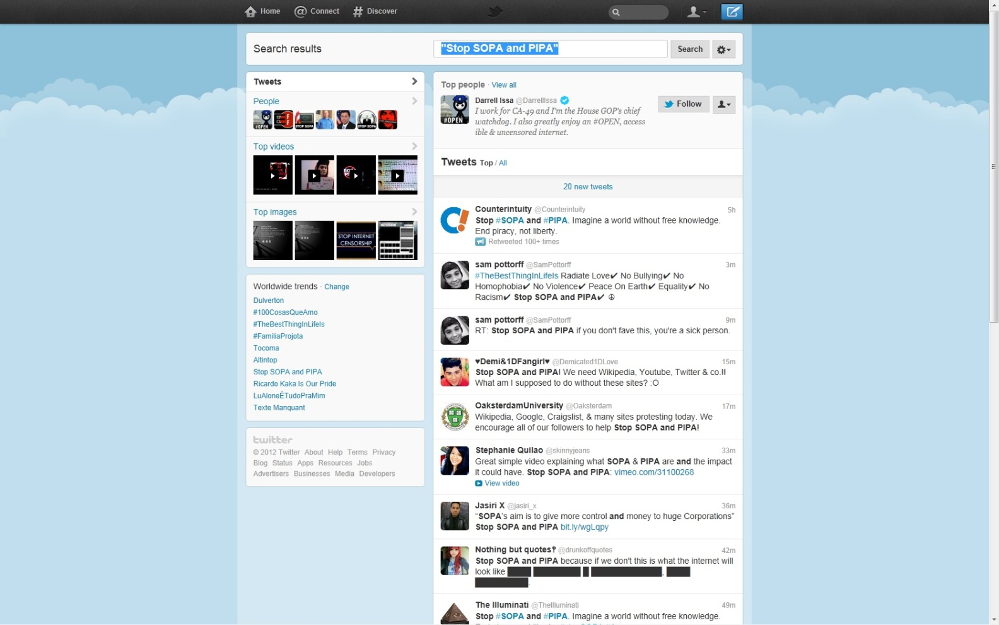 Home
Connect
Discover
Search results
"Stop SOPA and PIPA"
Search
Tweets
People
#OPEN
EFF
STOP SOPA
STOP SOPA
Top videos
Top images
STOP INTERNET
CENSORSHIP
Worldwide trends · Change
Dulverton
#100CosasQueAmo
#TheBestThingInLifeIs
#FamiliaProjota
Tocoma
Altintop
Stop SOPA and PIPA
Ricardo Kaka Is Our Pride
LuAloneÉTudoPraMim
Texte Manquant
twitter
© 2012 Twitter About Help Terms Privacy
Blog Status Apps Resources Jobs
Advertisers Businesses Media Developers
Top people · View all
#OPEN
Darrell Issa @DarrellIssa
Follow
I work for CA-49 and I'm the House GOP's chief
watchdog. I also greatly enjoy an #OPEN, access
ible & uncensored internet.
Tweets Top / All
20 new tweets
Counterintuity @Counterintuity 5h
Stop #SOPA and #PIPA. Imagine a world without free knowledge.
End piracy, not liberty.
Retweeted 100+ times
sam pottorff @SamPottorff 3m
#TheBestThingInLifeIs Radiate Love✔ No Bullying✔ No
Homophobia✔ No Violence✔ Peace On Earth✔ Equality✔ No
Racism✔ Stop SOPA and PIPA✔ ☮
sam pottorff @SamPottorff 9m
RT: Stop SOPA and PIPA if you don't fave this, you're a sick person.
♥Demi&1DFangirl♥ @Demicated1DLove 15m
Stop SOPA and PIPA! We need Wikipedia, Youtube, Twitter & co.!!
What am I supposed to do without these sites? :O
OaksterdamUniversity @Oaksterdam 17m
Wikipedia, Google, Craigslist, & many sites protesting today. We
encourage all of our followers to help Stop SOPA and PIPA!
Stephanie Quilao @skinnyjeans 33m
Great simple video explaining what SOPA & PIPA are and the impact
it could have. Stop SOPA and PIPA: vimeo.com/31100268
View video
Jasiri X @jasiri_x 36m
“SOPA's aim is to give more control and money to huge Corporations”
Stop SOPA and PIPA bit.ly/wgLqpy
Nothing but quotes‽ @drunkoffquotes 42m
Stop SOPA and PIPA because if we don't this is what the internet will
look like ████ ████████ █ ████████████, ████
█████████.
The Illuminati @TheIlluminati 49m
Stop #SOPA and #PIPA. Imagine a world without free knowledge.